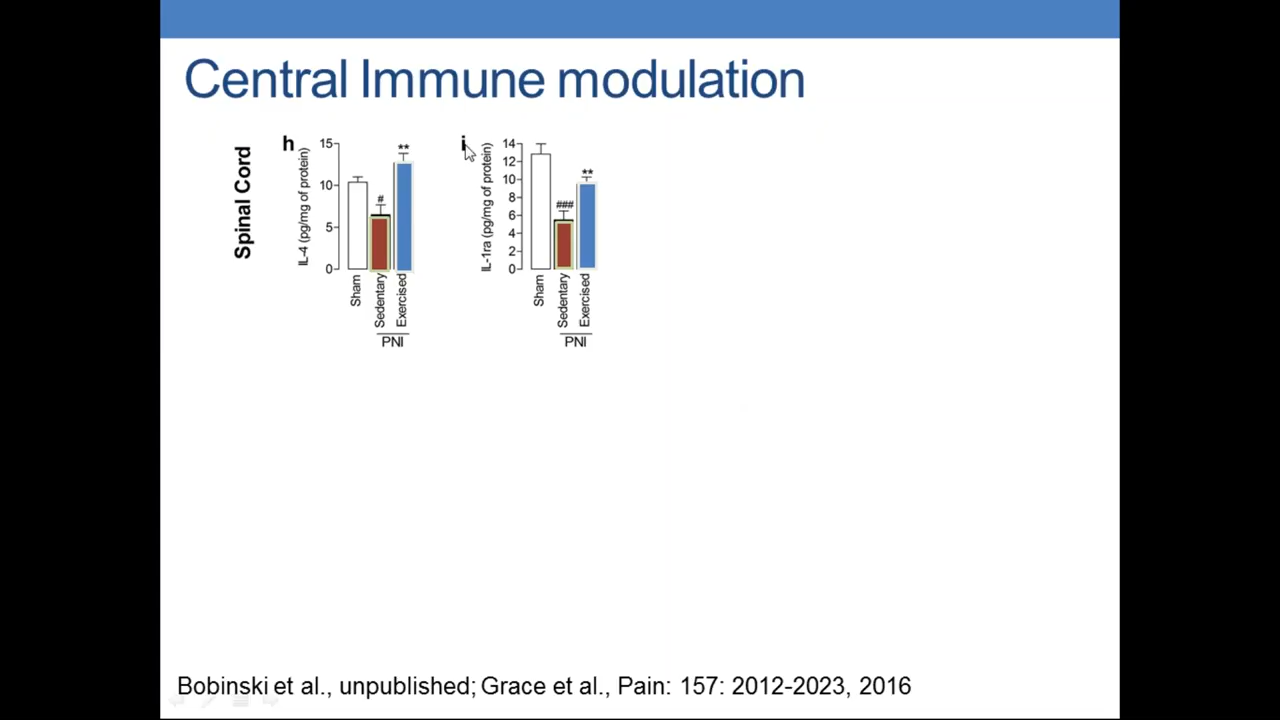 Central Immune modulation
Spinal Cord
h
IL-4 (pg/mg of protein)
15
10
5
0
#
**
Sham
Sedentary
Exercised
PNI
i
IL-1ra (pg/mg of protein)
14
12
10
8
6
4
2
0
###
**
Sham
Sedentary
Exercised
PNI
Bobinski et al., unpublished; Grace et al., Pain: 157: 2012-2023, 2016